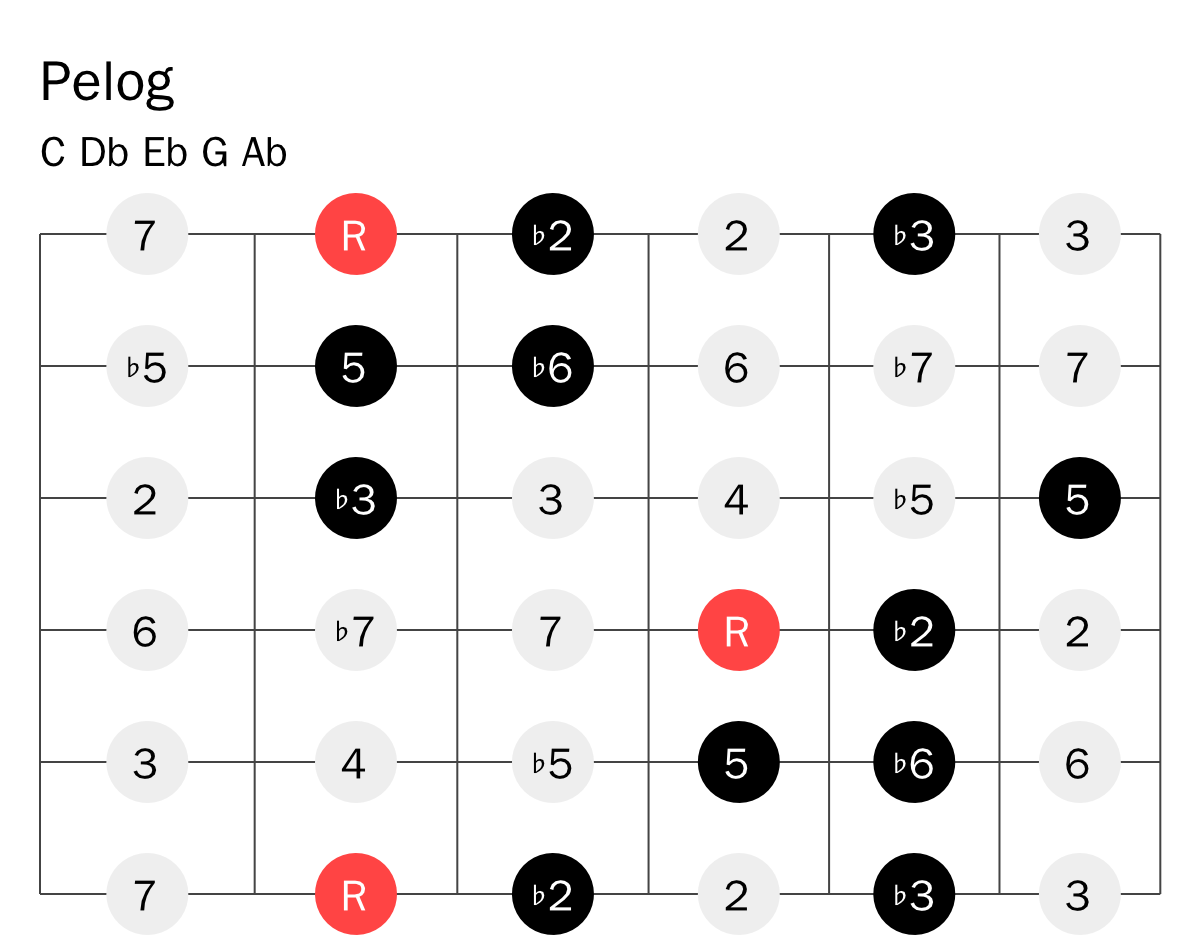 Pelog
C Db Eb G Ab
7 R ♭2 2 ♭3 3
♭5 5 ♭6 6 ♭7 7
2 ♭3 3 4 ♭5 5
6 ♭7 7 R ♭2 2
3 4 ♭5 5 ♭6 6
7 R ♭2 2 ♭3 3